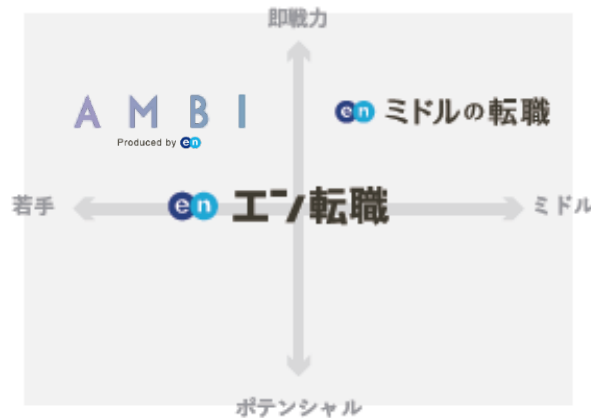 即戦力
AMBI
Produced by en
en ミドルの転職
若手
en エン転職
ミドル
ポテンシャル